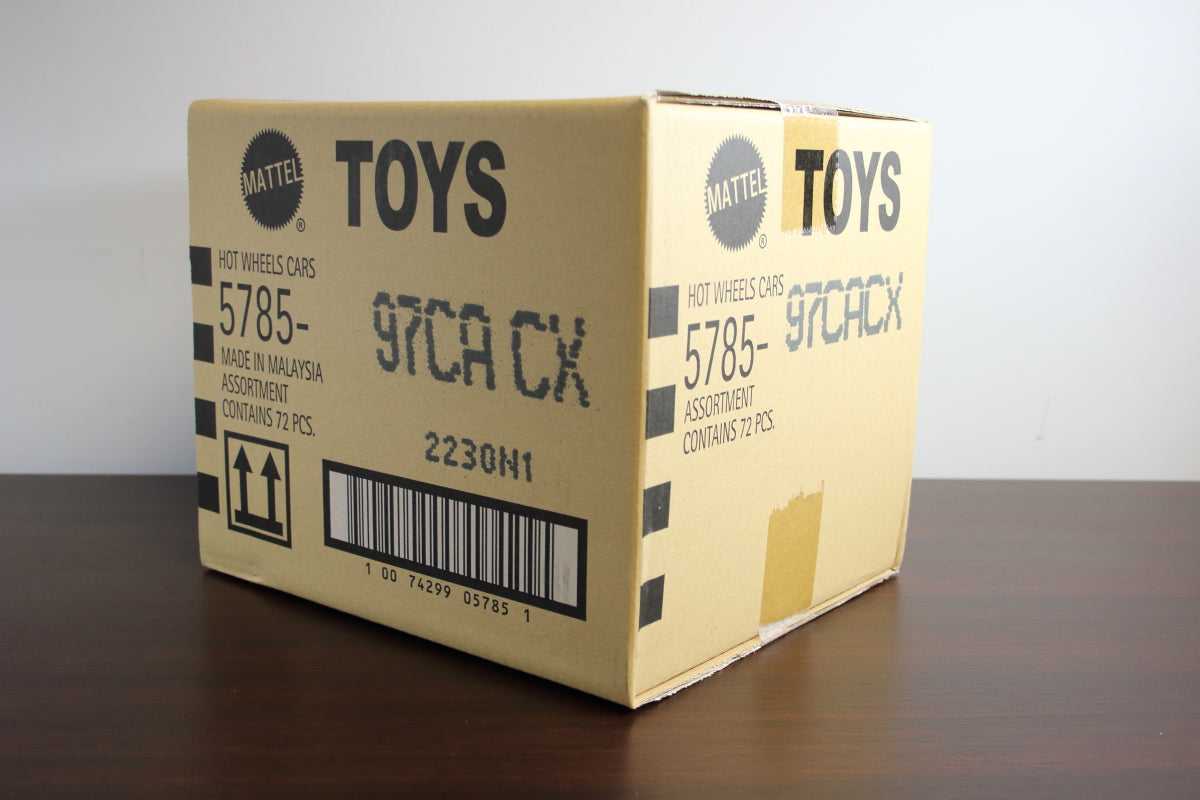 MATTEL
®
TOYS
HOT WHEELS CARS
5785-
97CA CX
MADE IN MALAYSIA
ASSORTMENT
CONTAINS 72 PCS.
2230N1
1 00 74299 05785 1
MATTEL
®
TOYS
HOT WHEELS CARS
97CACX
5785-
ASSORTMENT
CONTAINS 72 PCS.